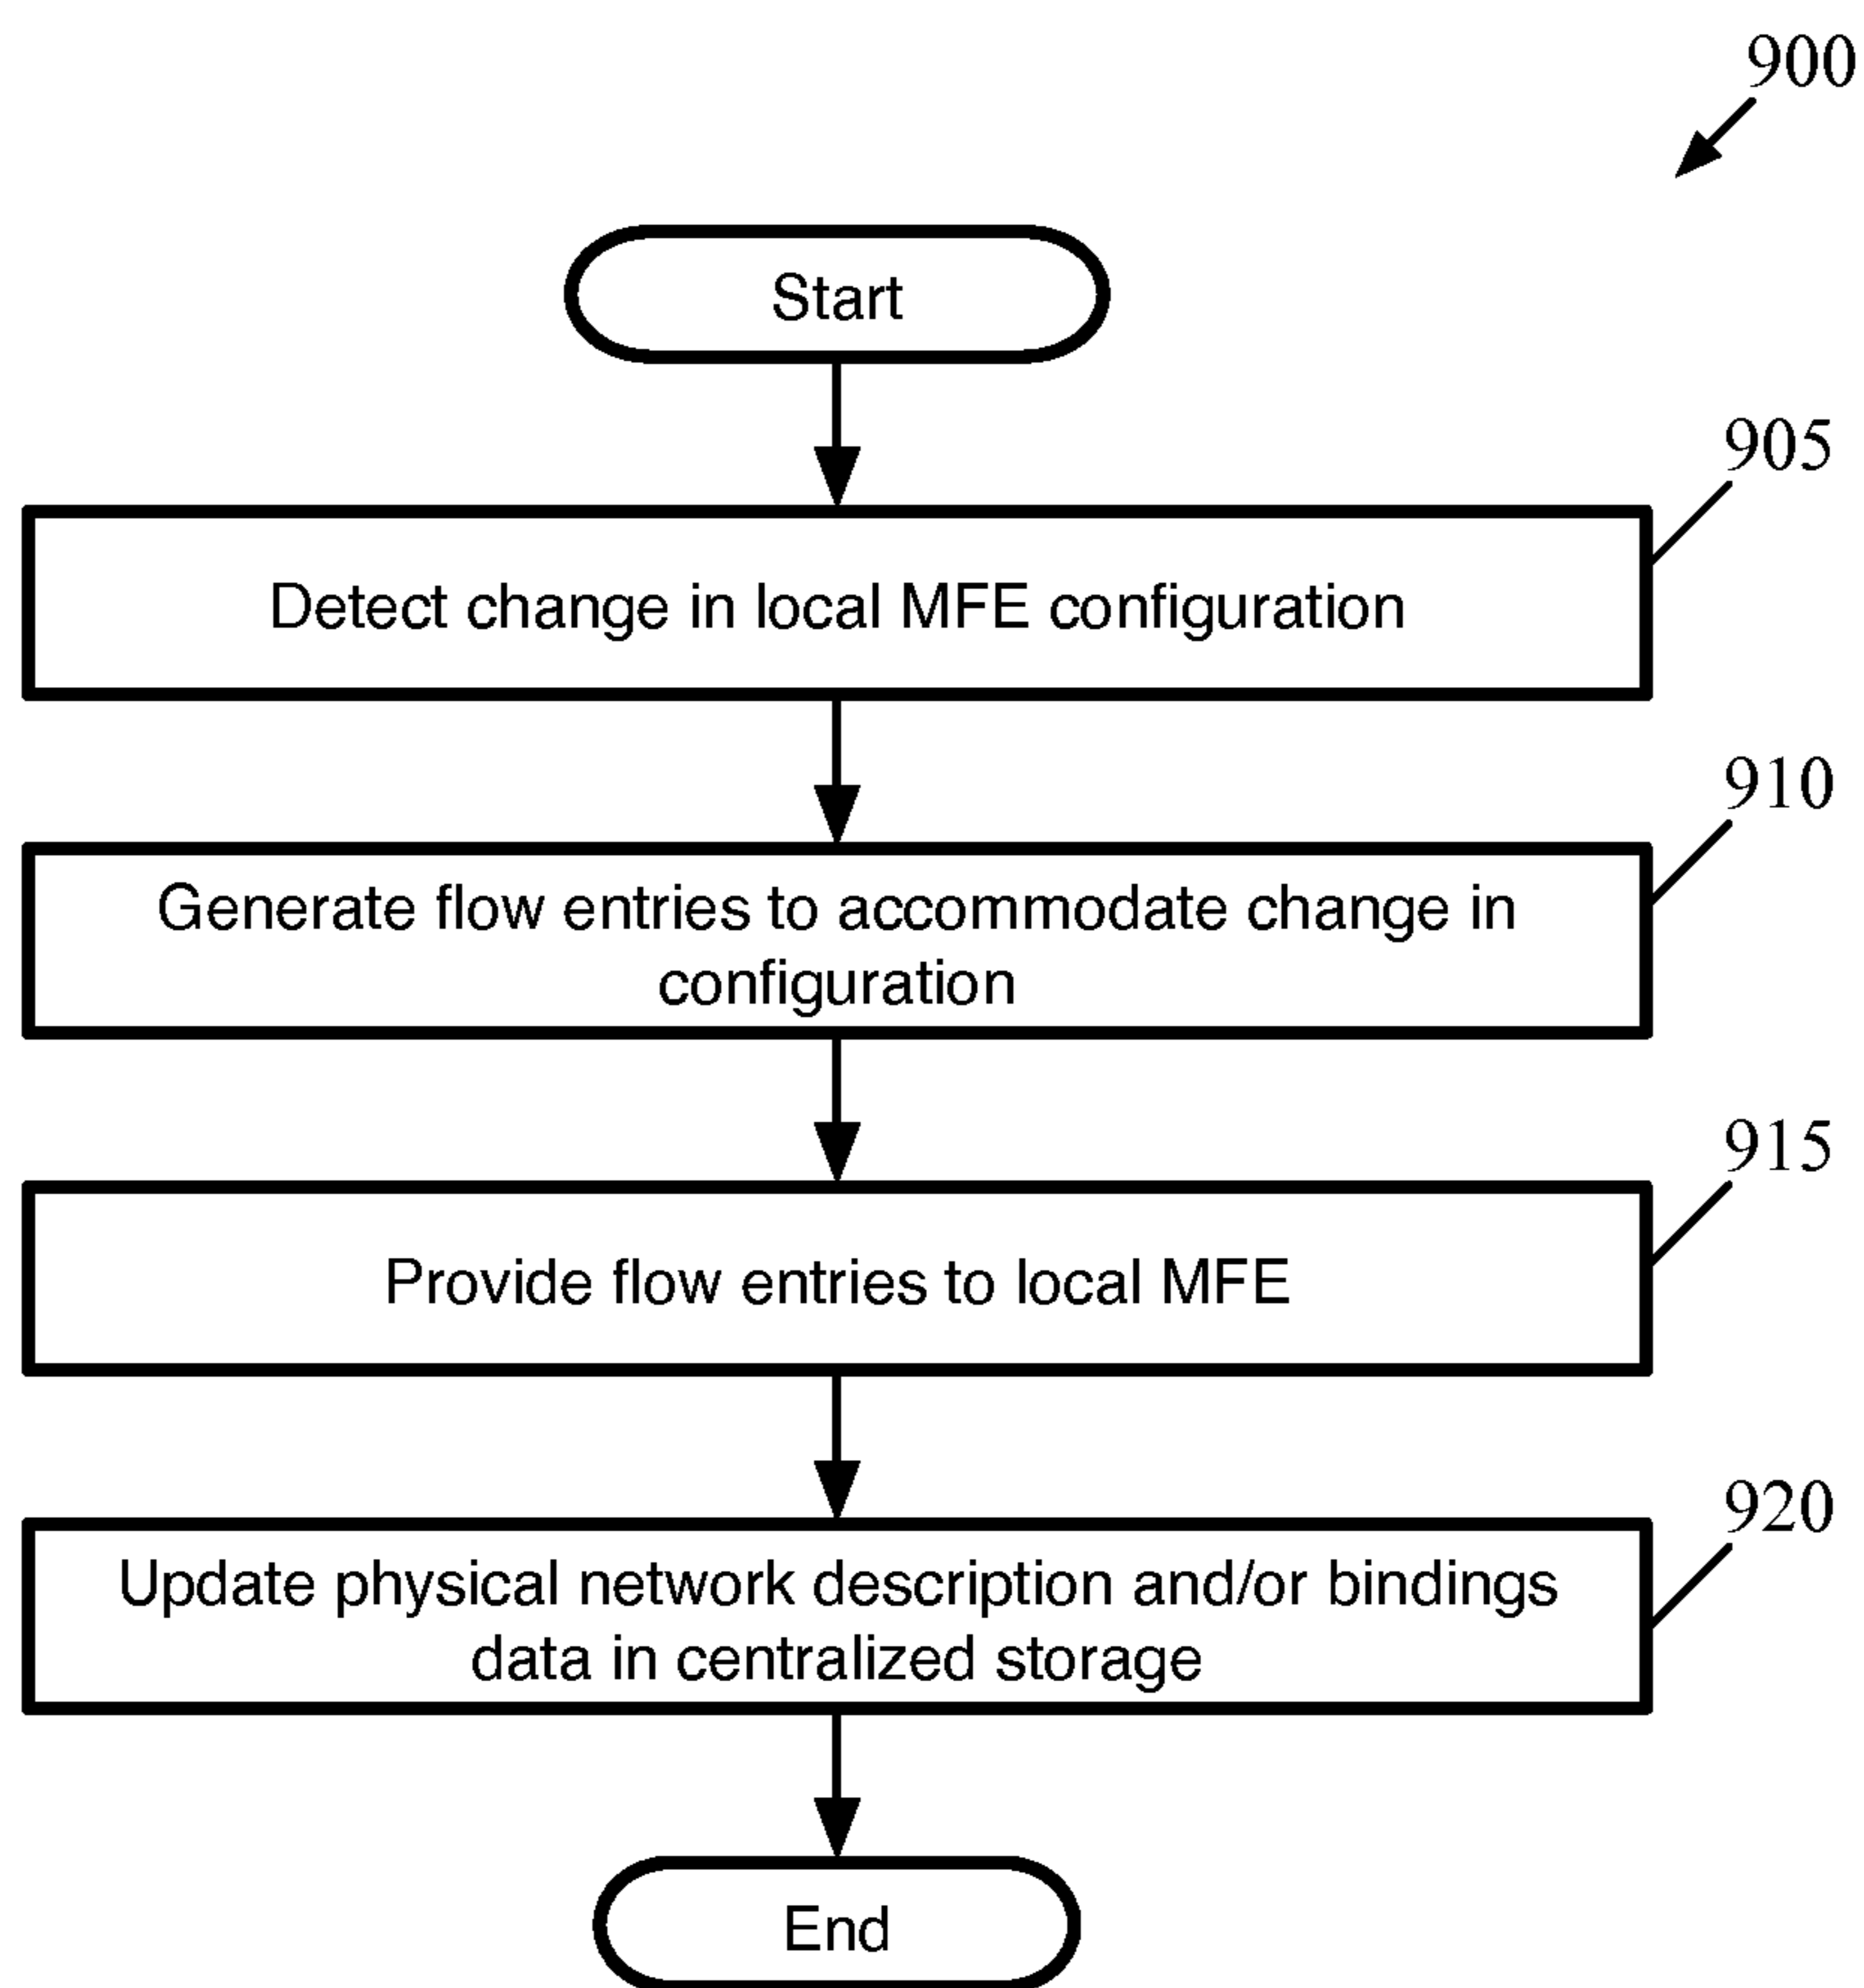 900
Start
905
Detect change in local MFE configuration
910
Generate flow entries to accommodate change in
configuration
915
Provide flow entries to local MFE
920
Update physical network description and/or bindings
data in centralized storage
End